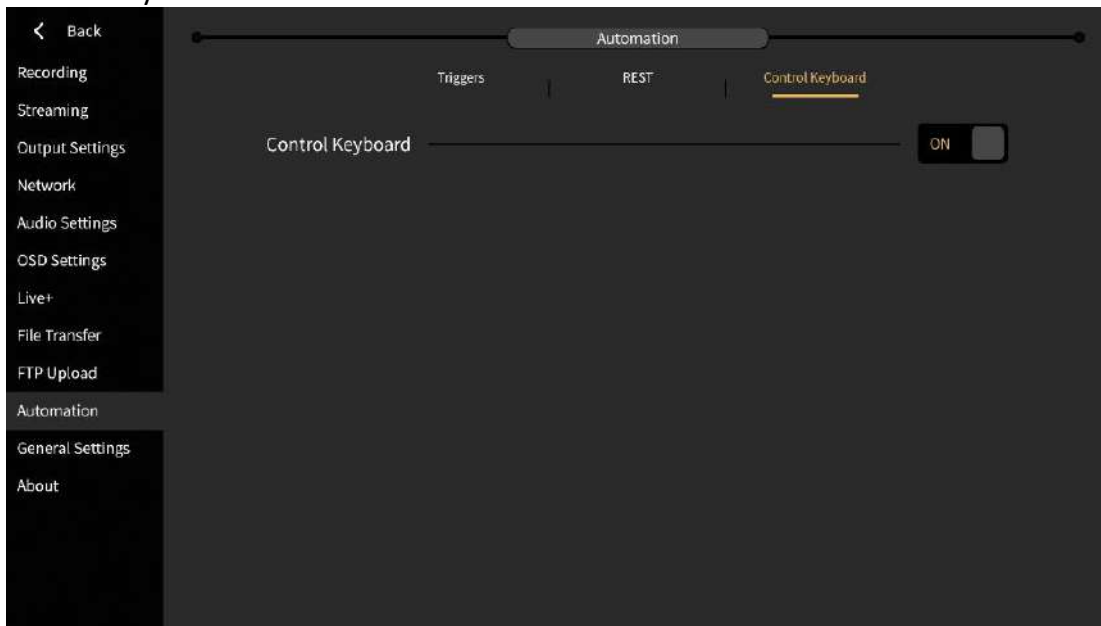 Back
Recording
Streaming
Output Settings
Network
Audio Settings
OSD Settings
Live+
File Transfer
FTP Upload
Automation
General Settings
About
Automation
Triggers
REST
Control Keyboard
Control Keyboard
ON